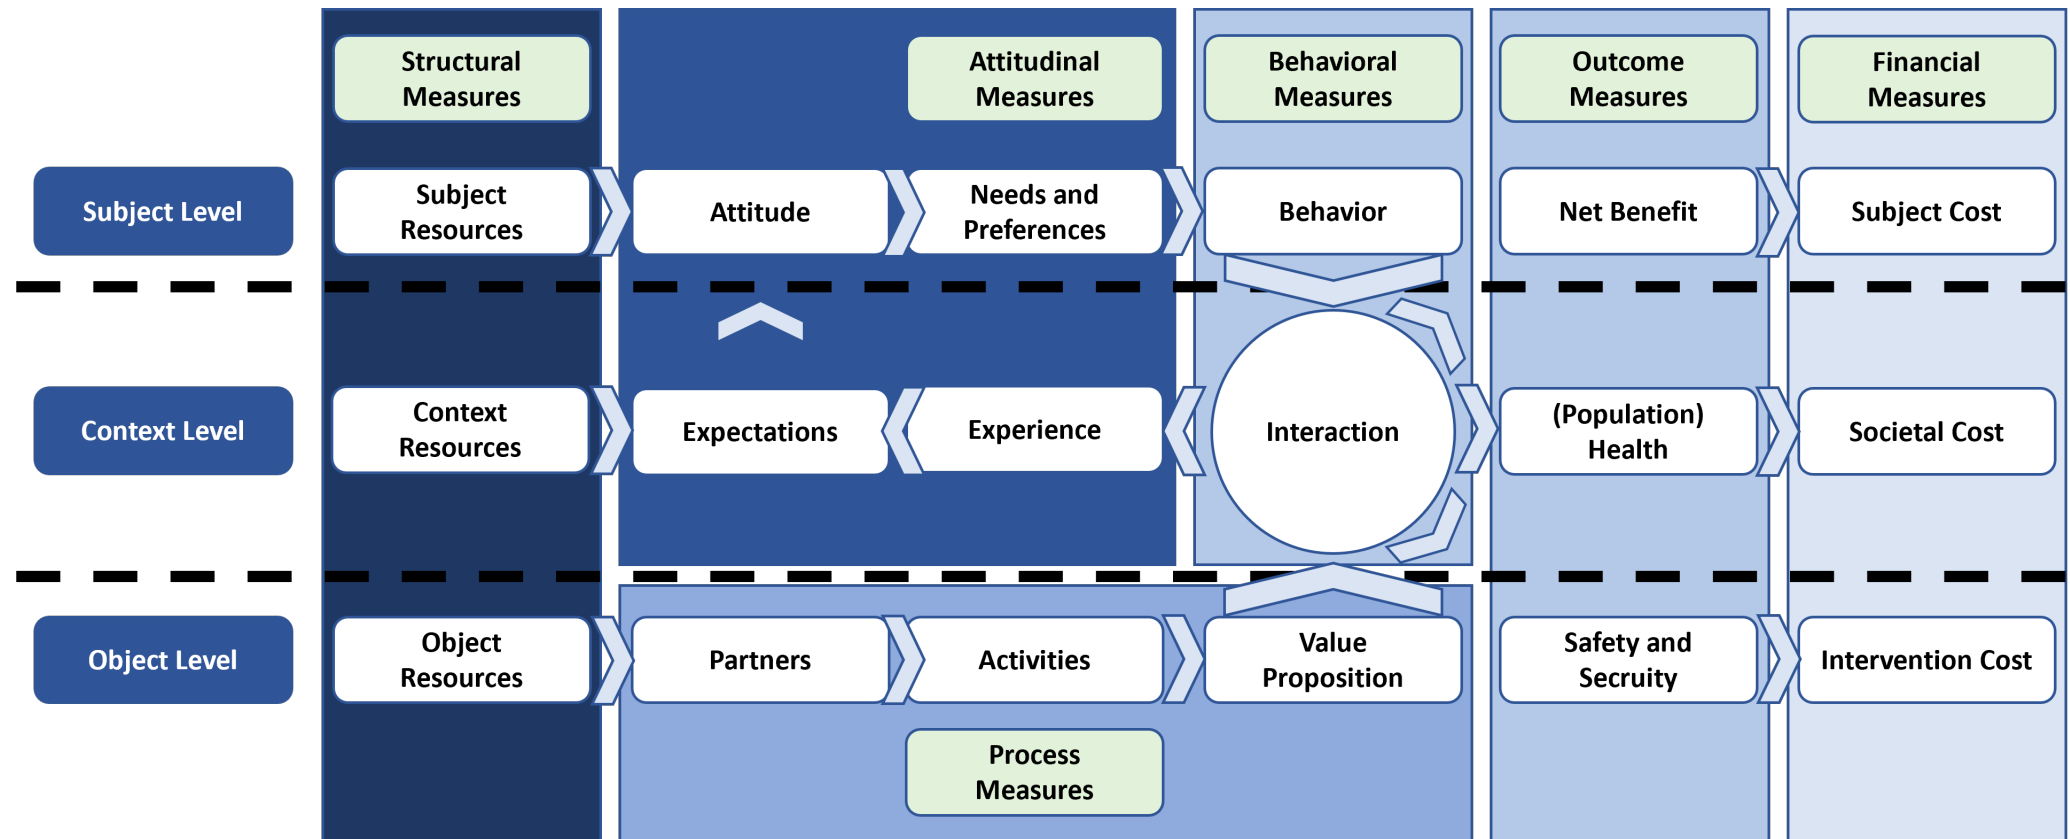 Structural
Measures
Attitudinal
Measures
Behavioral
Measures
Outcome
Measures
Financial
Measures
Subject Level
Subject
Resources
Attitude
Needs and
Preferences
Behavior
Net Benefit
Subject Cost
Context Level
Context
Resources
Expectations
Experience
Interaction
(Population)
Health
Societal Cost
Object Level
Object
Resources
Partners
Activities
Value
Proposition
Safety and
Secruity
Intervention Cost
Process
Measures